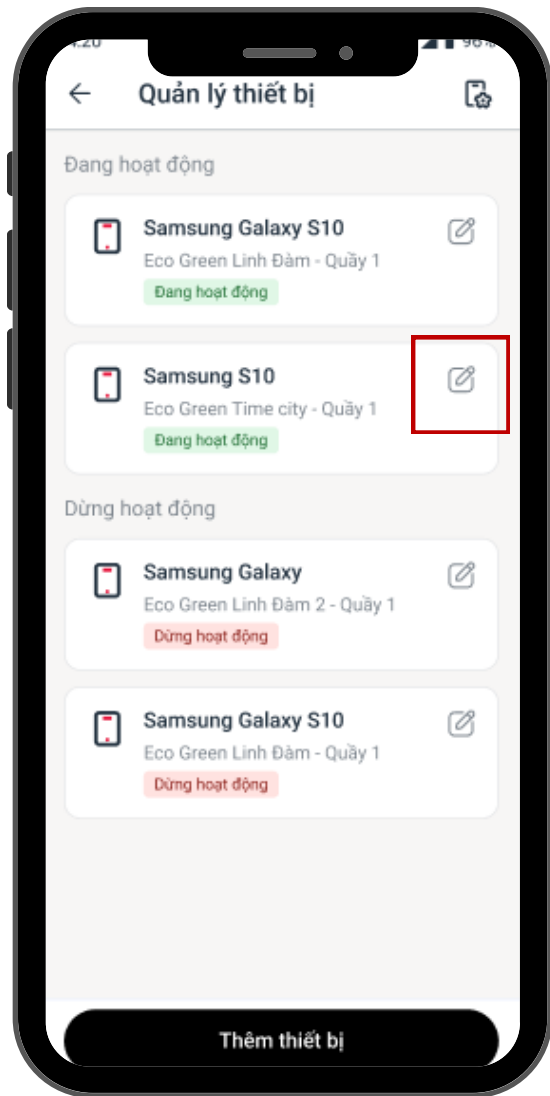 Quản lý thiết bị
Đang hoạt động
Samsung Galaxy S10
Eco Green Linh Đàm - Quầy 1
Đang hoạt động
Samsung S10
Eco Green Time city - Quầy 1
Đang hoạt động
Dừng hoạt động
Samsung Galaxy
Eco Green Linh Đàm 2 - Quầy 1
Dừng hoạt động
Samsung Galaxy S10
Eco Green Linh Đàm - Quầy 1
Dừng hoạt động
Thêm thiết bị